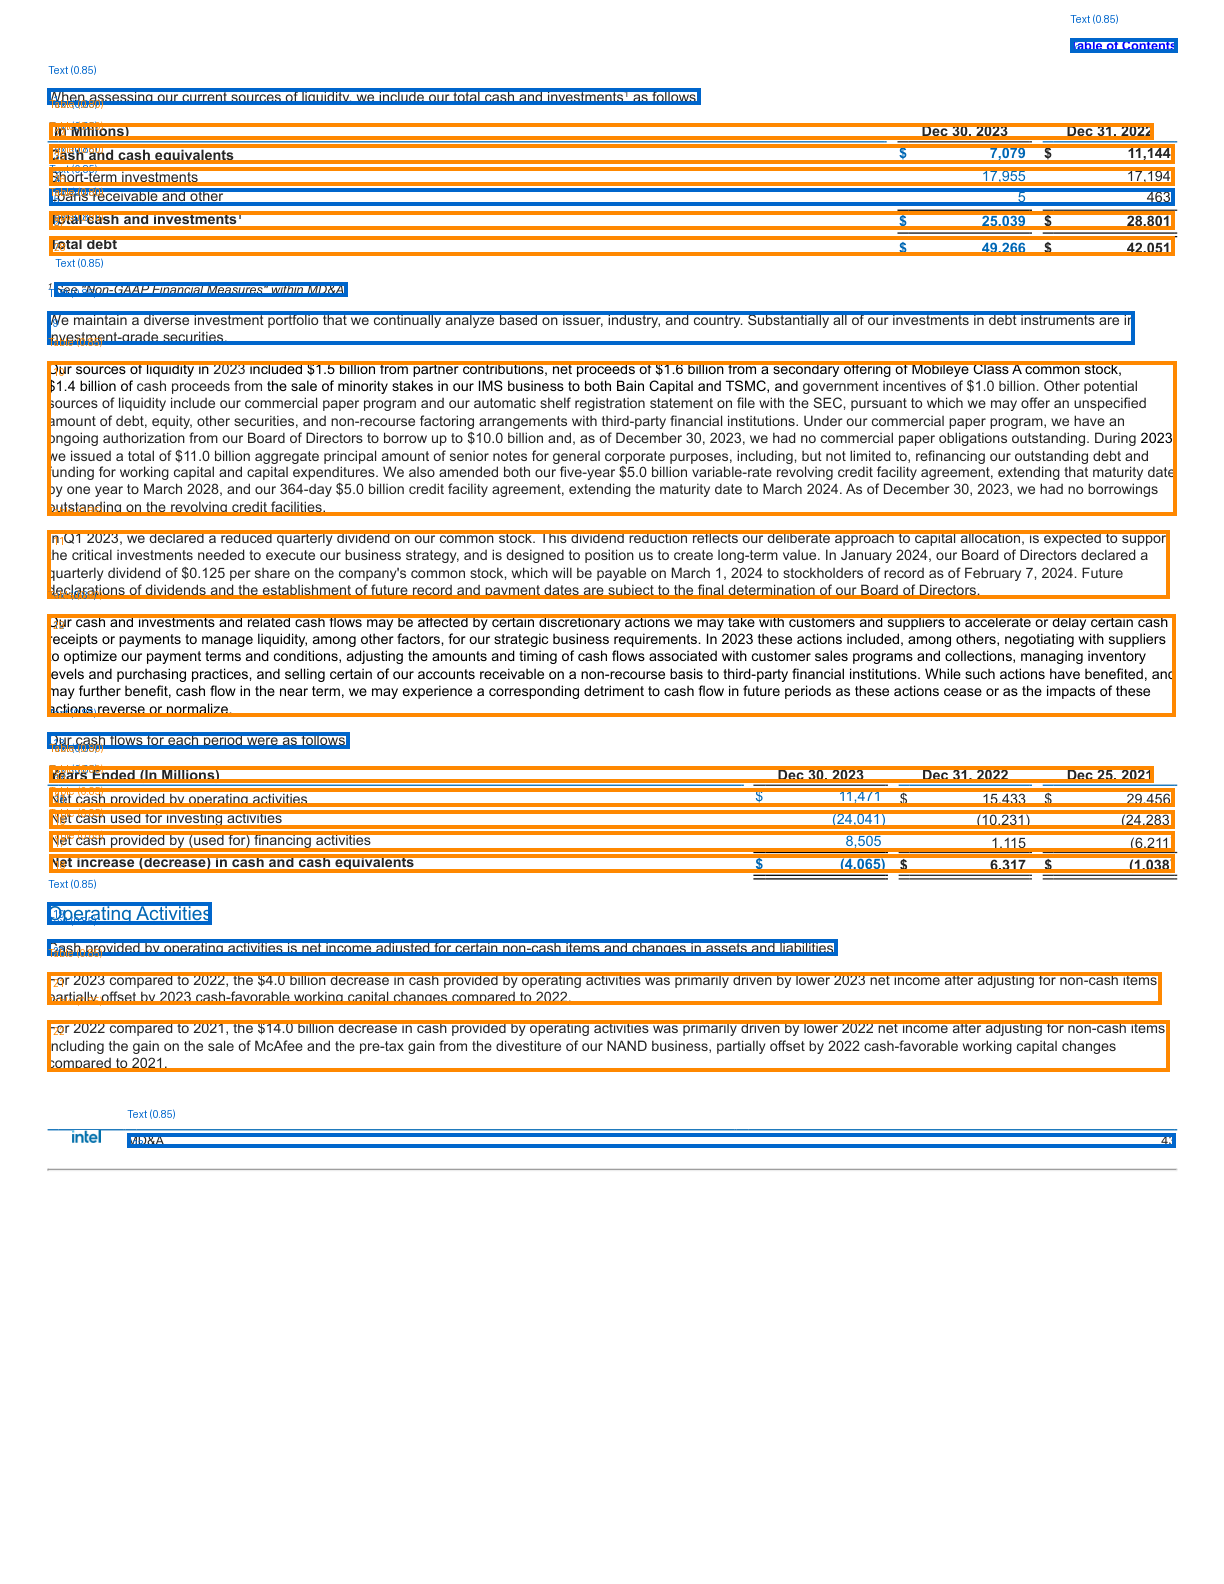 Text (0.85)
Table of Contents
Text (0.85)
When assessing our current sources of liquidity, we include our total cash and investments¹ as follows
(In Millions) Dec 30, 2023 Dec 31, 2022
Cash and cash equivalents $ 7,079 $ 11,144
Short-term investments 17,955 17,194
Loans receivable and other 5 463
Total cash and investments¹ $ 25,039 $ 28,801
Total debt $ 49,266 $ 42,051
Text (0.85)
¹ See "Non-GAAP Financial Measures" within MD&A
We maintain a diverse investment portfolio that we continually analyze based on issuer, industry, and country. Substantially all of our investments in debt instruments are in
investment-grade securities.
Our sources of liquidity in 2023 included $1.5 billion from partner contributions, net proceeds of $1.6 billion from a secondary offering of Mobileye Class A common stock,
$1.4 billion of cash proceeds from the sale of minority stakes in our IMS business to both Bain Capital and TSMC, and government incentives of $1.0 billion. Other potential
sources of liquidity include our commercial paper program and our automatic shelf registration statement on file with the SEC, pursuant to which we may offer an unspecified
amount of debt, equity, other securities, and non-recourse factoring arrangements with third-party financial institutions. Under our commercial paper program, we have an
ongoing authorization from our Board of Directors to borrow up to $10.0 billion and, as of December 30, 2023, we had no commercial paper obligations outstanding. During 2023
we issued a total of $11.0 billion aggregate principal amount of senior notes for general corporate purposes, including, but not limited to, refinancing our outstanding debt and
funding for working capital and capital expenditures. We also amended both our five-year $5.0 billion variable-rate revolving credit facility agreement, extending that maturity date
by one year to March 2028, and our 364-day $5.0 billion credit facility agreement, extending the maturity date to March 2024. As of December 30, 2023, we had no borrowings
outstanding on the revolving credit facilities.
In Q1 2023, we declared a reduced quarterly dividend on our common stock. This dividend reduction reflects our deliberate approach to capital allocation, is expected to support
the critical investments needed to execute our business strategy, and is designed to position us to create long-term value. In January 2024, our Board of Directors declared a
quarterly dividend of $0.125 per share on the company's common stock, which will be payable on March 1, 2024 to stockholders of record as of February 7, 2024. Future
declarations of dividends and the establishment of future record and payment dates are subject to the final determination of our Board of Directors.
Our cash and investments and related cash flows may be affected by certain discretionary actions we may take with customers and suppliers to accelerate or delay certain cash
receipts or payments to manage liquidity, among other factors, for our strategic business requirements. In 2023 these actions included, among others, negotiating with suppliers
to optimize our payment terms and conditions, adjusting the amounts and timing of cash flows associated with customer sales programs and collections, managing inventory
levels and purchasing practices, and selling certain of our accounts receivable on a non-recourse basis to third-party financial institutions. While such actions have benefited, and
may further benefit, cash flow in the near term, we may experience a corresponding detriment to cash flow in future periods as these actions cease or as the impacts of these
actions reverse or normalize.
Our cash flows for each period were as follows
Years Ended (In Millions) Dec 30, 2023 Dec 31, 2022 Dec 25, 2021
Net cash provided by operating activities $ 11,471 $ 15,433 $ 29,456
Net cash used for investing activities (24,041) (10,231) (24,283
Net cash provided by (used for) financing activities 8,505 1,115 (6,211
Net increase (decrease) in cash and cash equivalents $ (4,065) $ 6,317 $ (1,038
Text (0.85)
Operating Activities
Cash provided by operating activities is net income adjusted for certain non-cash items and changes in assets and liabilities
For 2023 compared to 2022, the $4.0 billion decrease in cash provided by operating activities was primarily driven by lower 2023 net income after adjusting for non-cash items
partially offset by 2023 cash-favorable working capital changes compared to 2022.
For 2022 compared to 2021, the $14.0 billion decrease in cash provided by operating activities was primarily driven by lower 2022 net income after adjusting for non-cash items
including the gain on the sale of McAfee and the pre-tax gain from the divestiture of our NAND business, partially offset by 2022 cash-favorable working capital changes
compared to 2021.
Text (0.85)
intel MD&A